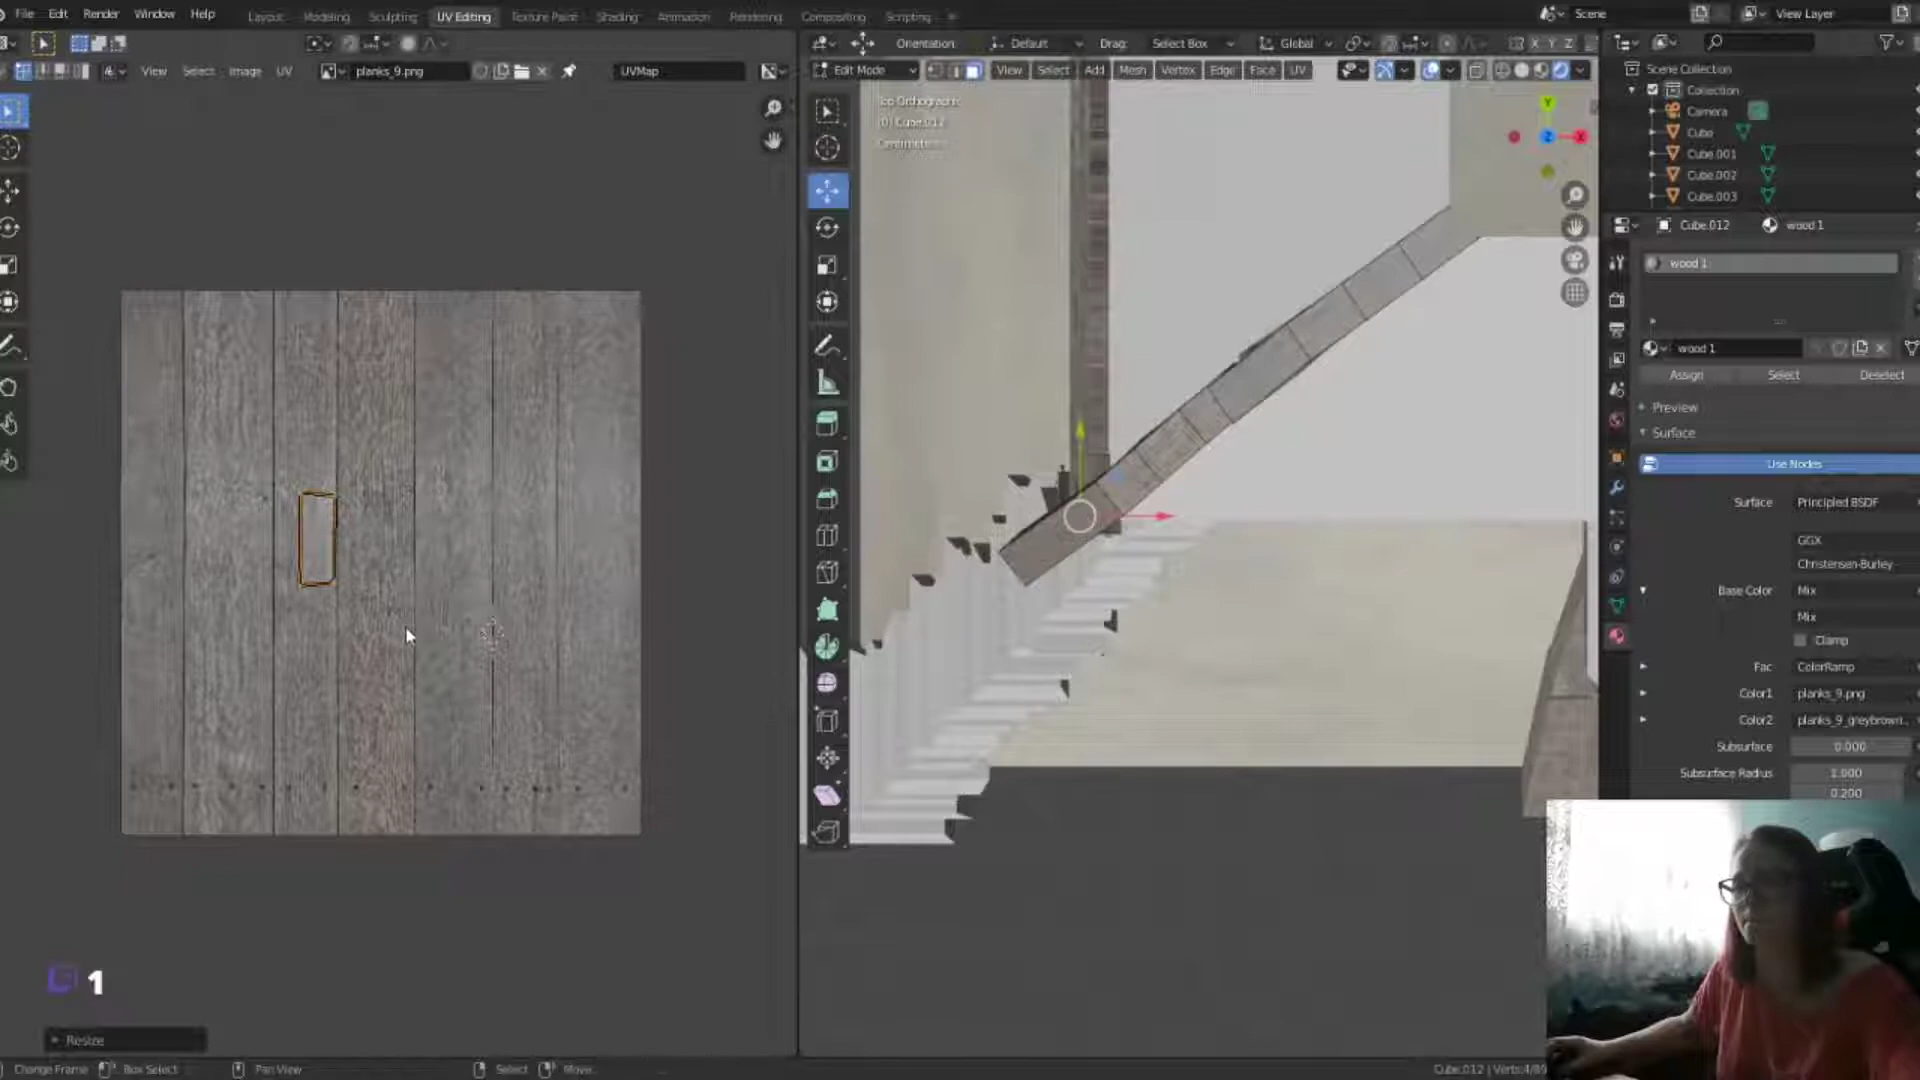 File Edit Render Window Help Layout Modeling Sculpting UV Editing Texture Paint Shading Animation Rendering Compositing Scripting Scene View Layer
Orientation: Default Drag: Select Box Global X Y Z
View Select Image UV planks_9.png UVMap Edit Mode View Select Add Mesh Vertex Edge Face UV Scene Collection
Collection
Top Orthographic
(0) Cube.012
Centimeters
Y
X
Z
Camera
Cube
Cube.001
Cube.002
Cube.003
Cube.012 wood 1
wood 1
wood 1
Assign Select Deselect
Preview
Surface
Use Nodes
Surface Principled BSDF
GGX
Christensen-Burley
Base Color Mix
Mix
Clamp
Fac ColorRamp
Color1 planks_9.png
Color2 planks_9_greybrown..
Subsurface 0.000
Subsurface Radius 1.000
0.200
1
Resize
Change Frame Box Select Pan View Select Move Cube.012 | Verts:4/89